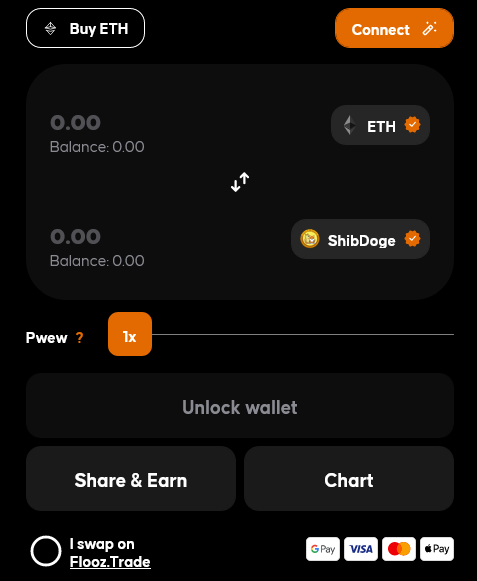 Buy ETH
Connect
0.00
ETH
Balance: 0.00
0.00
ShibDoge
Balance: 0.00
Pwew ?
1x
Unlock wallet
Share & Earn
Chart
I swap on
Flooz.Trade
G Pay
VISA
Pay